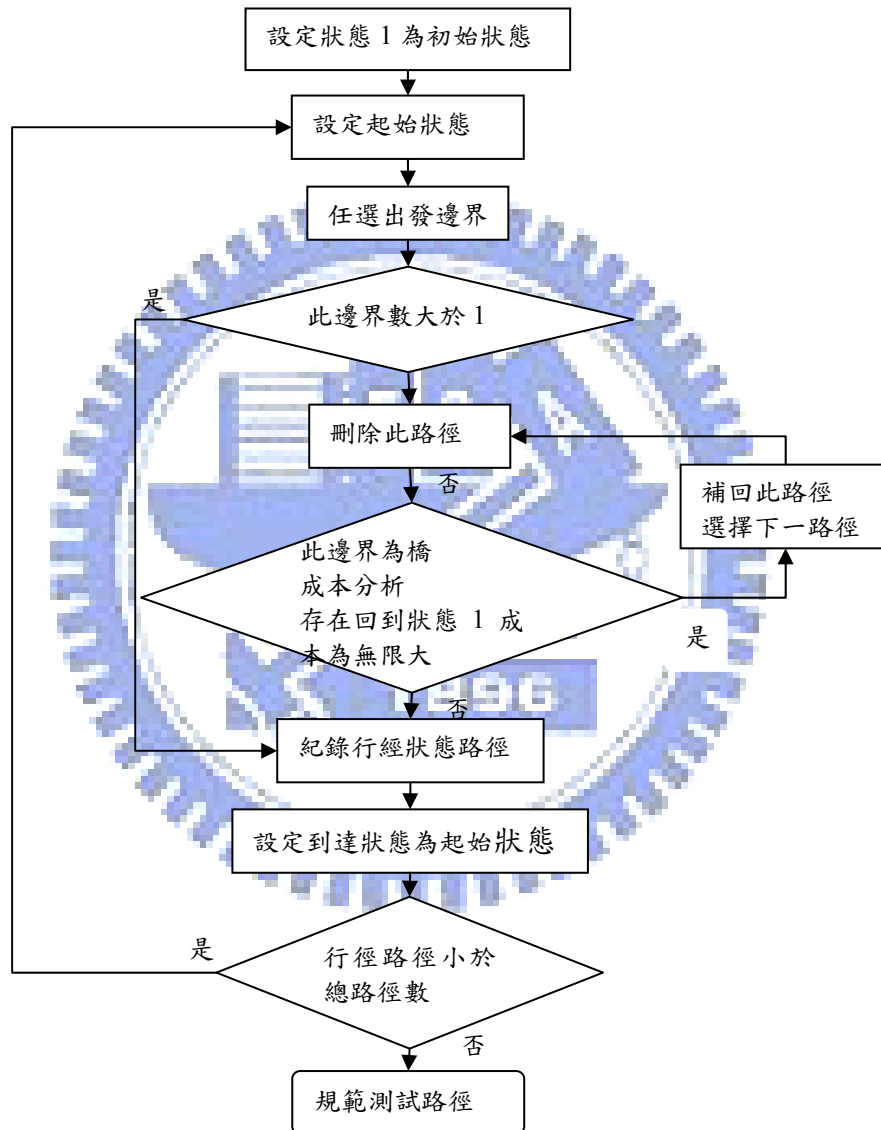 設定狀態 1 為初始狀態
設定起始狀態
任選出發邊界
是
此邊界數大於 1
刪除此路徑
否
補回此路徑
選擇下一路徑
此邊界為橋
成本分析
存在回到狀態 1 成
本為無限大
是
1896
否
紀錄行經狀態路徑
設定到達狀態為起始狀態
是
行徑路徑小於
總路徑數
否
規範測試路徑